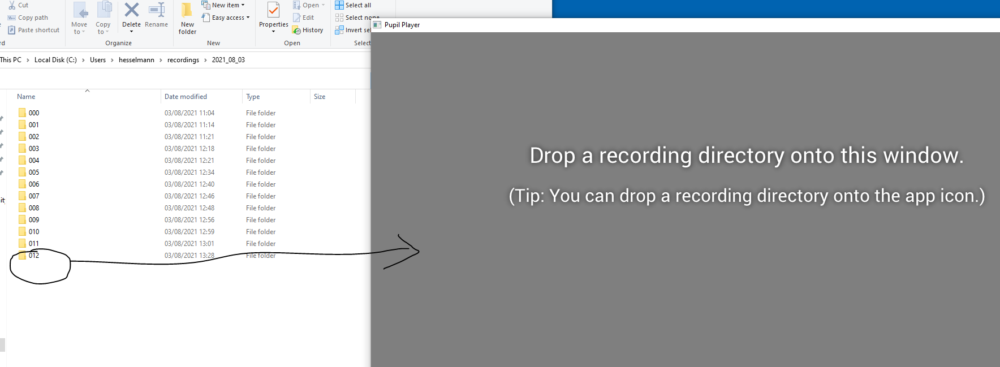 Cut
Copy path
Paste shortcut
rd
Move to
Copy to
Delete
Rename
Organize
New folder
New item
Easy access
New
Properties
Open
Edit
History
Open
Select all
Select none
Invert sel
Select
This PC > Local Disk (C:) > Users > hesselmann > recordings > 2021_08_03
Name Date modified Type Size
000 03/08/2021 11:04 File folder
001 03/08/2021 11:14 File folder
002 03/08/2021 11:21 File folder
003 03/08/2021 12:18 File folder
004 03/08/2021 12:21 File folder
005 03/08/2021 12:34 File folder
006 03/08/2021 12:40 File folder
007 03/08/2021 12:46 File folder
008 03/08/2021 12:48 File folder
009 03/08/2021 12:56 File folder
010 03/08/2021 12:59 File folder
011 03/08/2021 13:01 File folder
012 03/08/2021 13:28 File folder
Pupil Player
Drop a recording directory onto this window.
(Tip: You can drop a recording directory onto the app icon.)